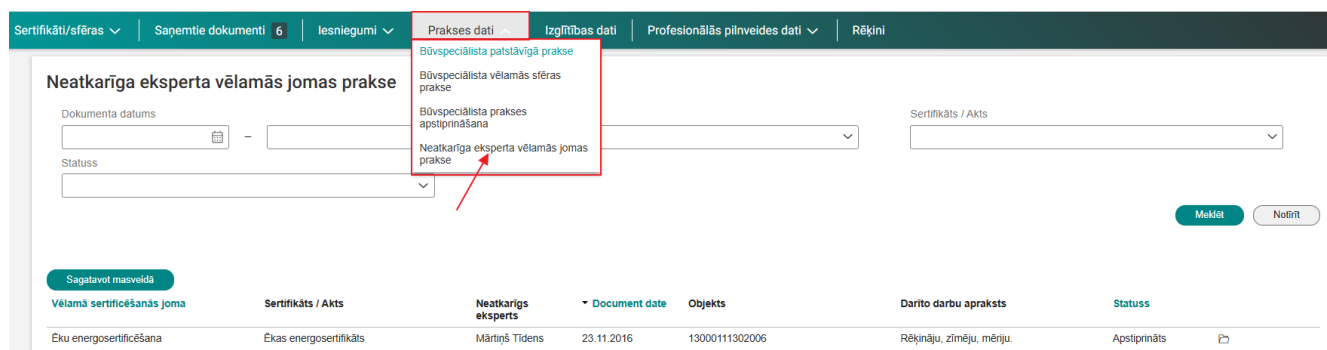 Sertifikāti/sfēras Saņemtie dokumenti 6 Iesniegumi Prakses dati Izglītības dati Profesionālās pilnveides dati Rēķini
Būvspeciālista patstāvīgā prakse
Būvspeciālista vēlamās sfēras
prakse
Būvspeciālista prakses
apstiprināšana
Neatkarīga eksperta vēlamās jomas
prakse
Neatkarīga eksperta vēlamās jomas prakse
Dokumenta datums
–
Sertifikāts / Akts
Statuss
Meklēt Notīrīt
Sagatavot masveidā
Vēlamā sertificēšanās joma Sertifikāts / Akts Neatkarīgs Document date Objekts Darīto darbu apraksts Statuss
eksperts
Ēku energosertificēšana Ēkas energosertifikāts Mārtiņš Tīdens 23.11.2016 13000111302006 Rēķināju, zīmēju, mēriju. Apstiprināts